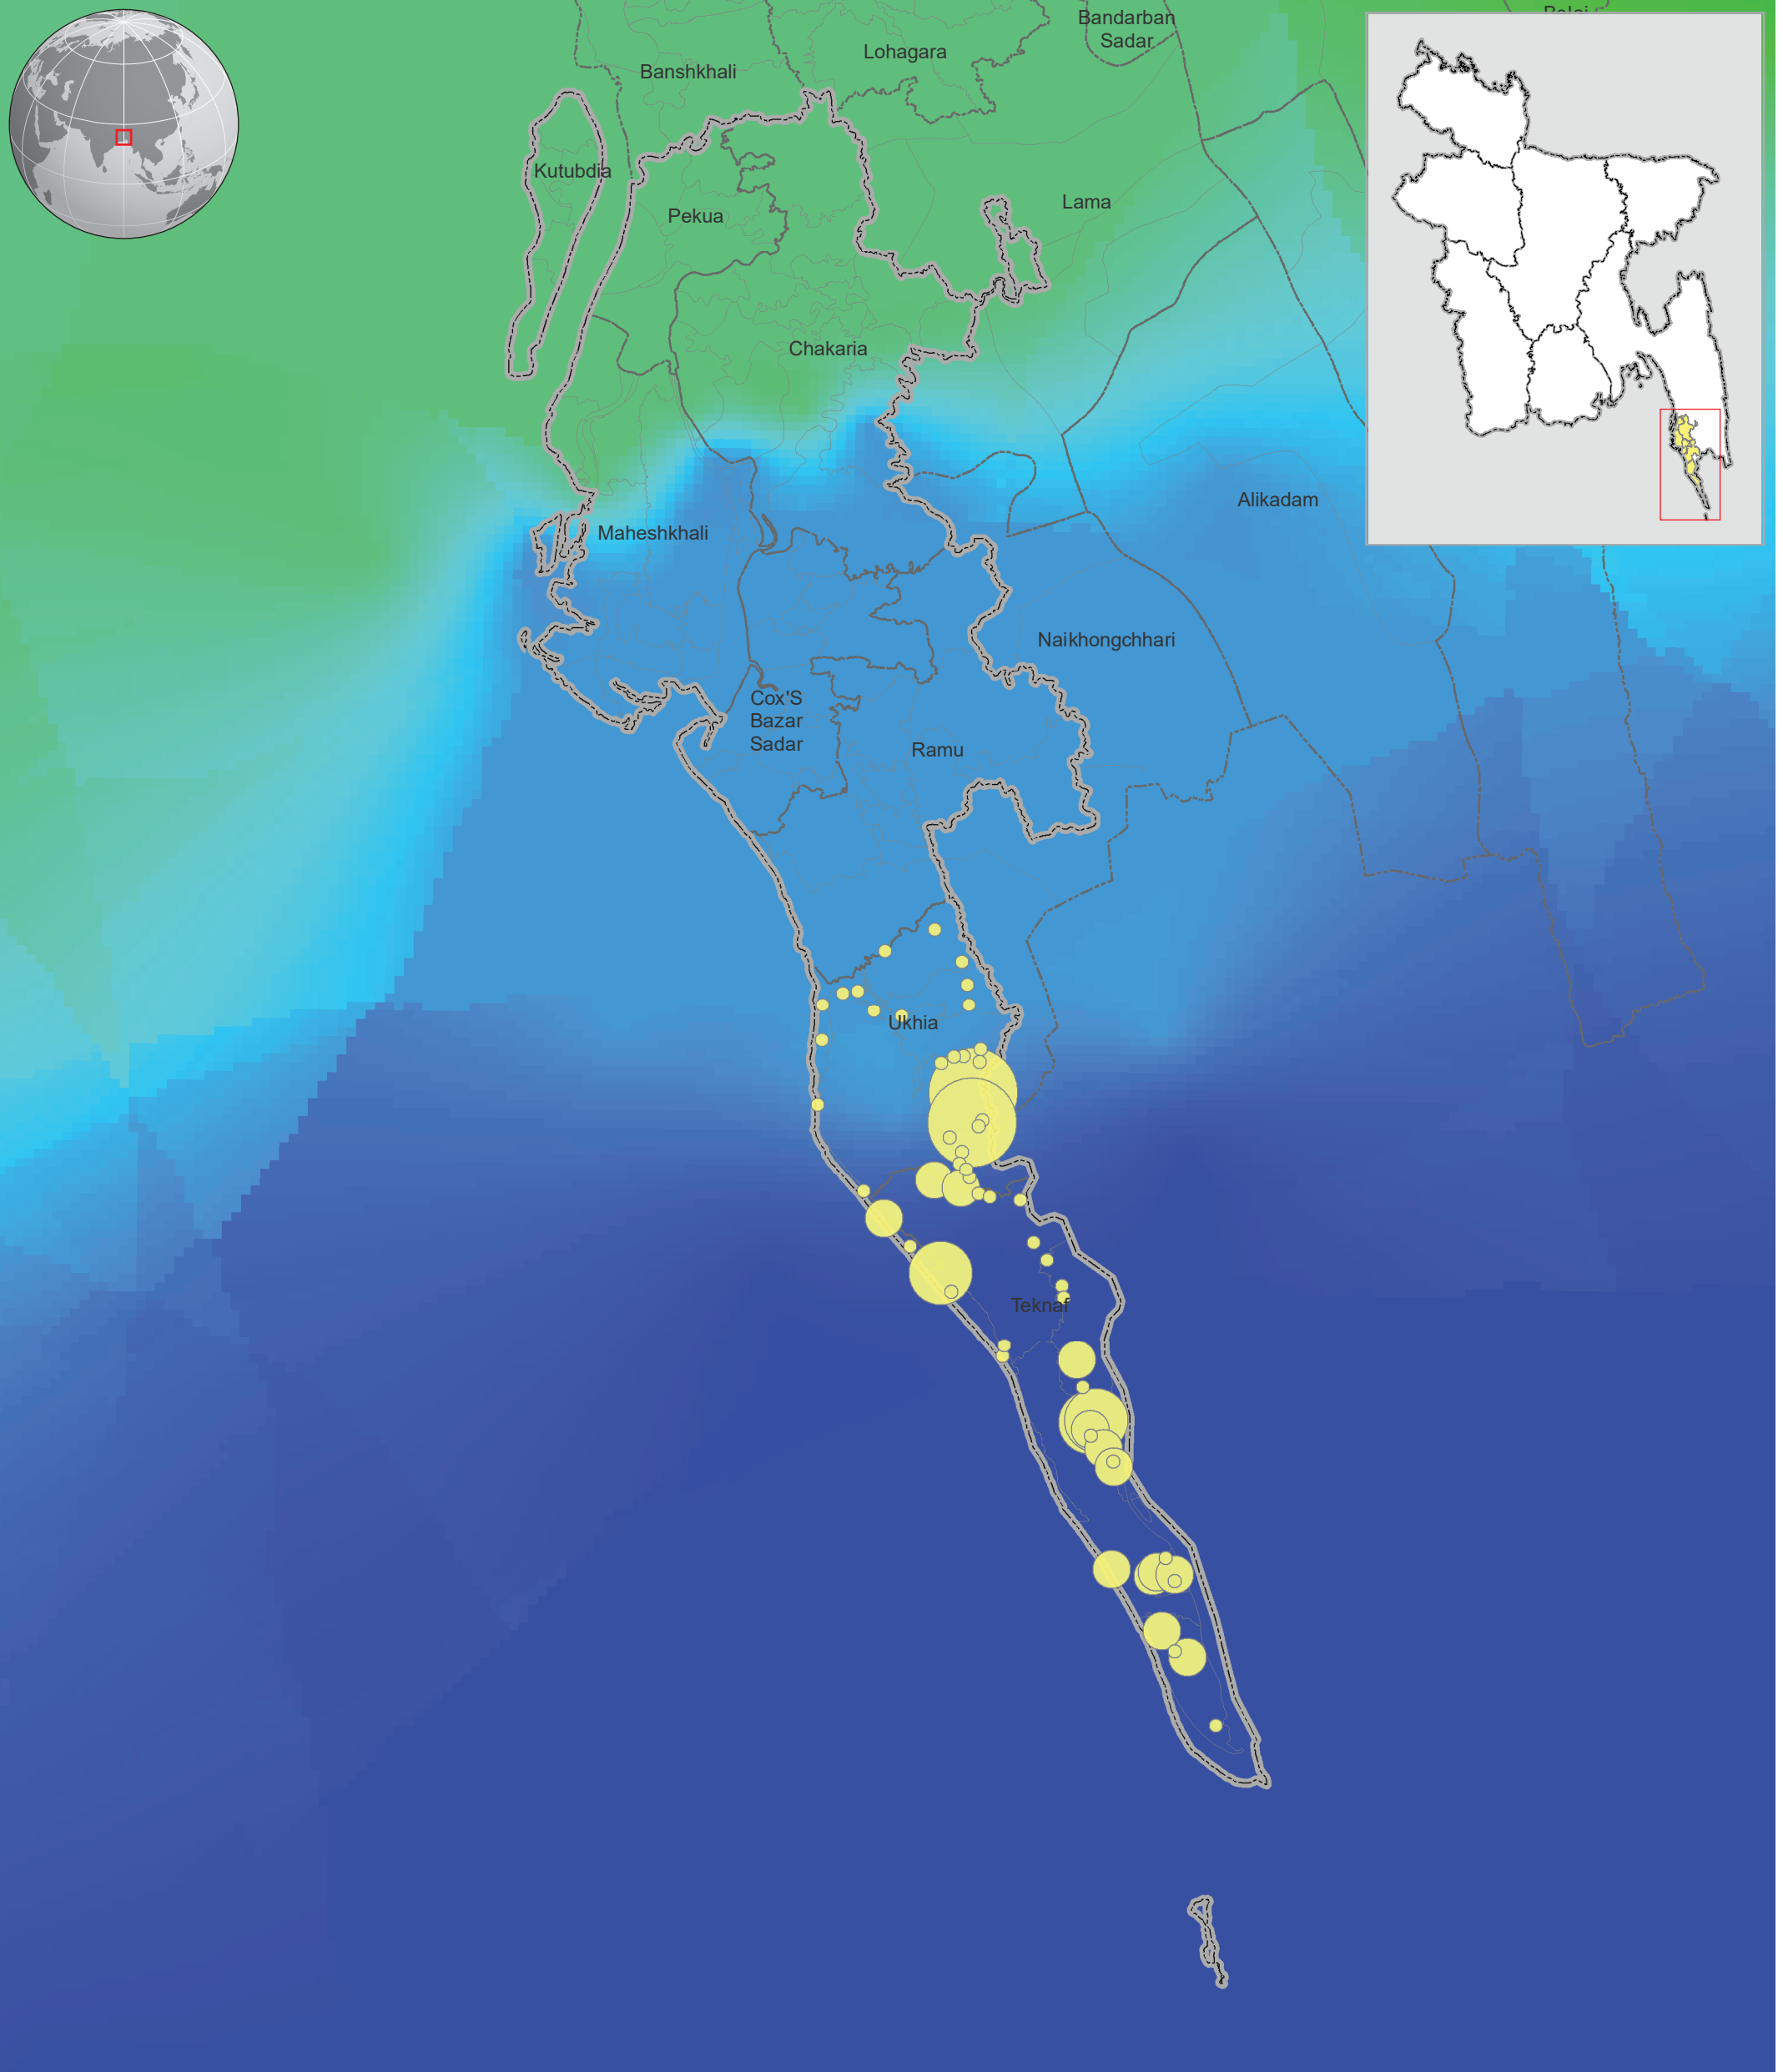 Bandarban
Sadar
Lohagara
Banshkhali
Kutubdia
Lama
Pekua
Chakaria
Alikadam
Maheshkhali
Naikhongchhari
Cox'S
Bazar
Sadar
Ramu
Ukhia
Teknaf